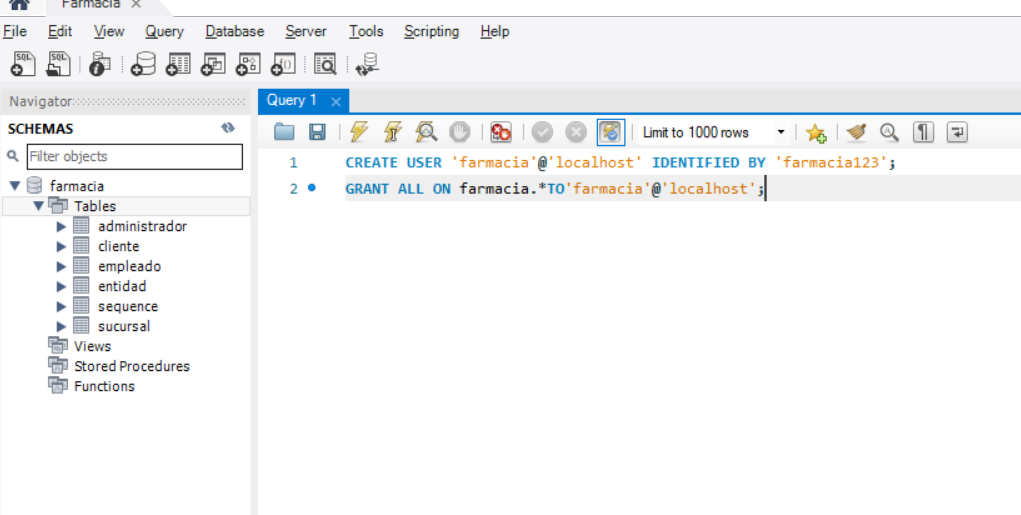 Farmacia ×
File Edit View Query Database Server Tools Scripting Help
Navigator
Query 1 ×
SCHEMAS
Limit to 1000 rows
Filter objects
1 CREATE USER 'farmacia'@'localhost' IDENTIFIED BY 'farmacia123';
farmacia
2 GRANT ALL ON farmacia.*TO'farmacia'@'localhost';
Tables
administrador
cliente
empleado
entidad
sequence
sucursal
Views
Stored Procedures
Functions